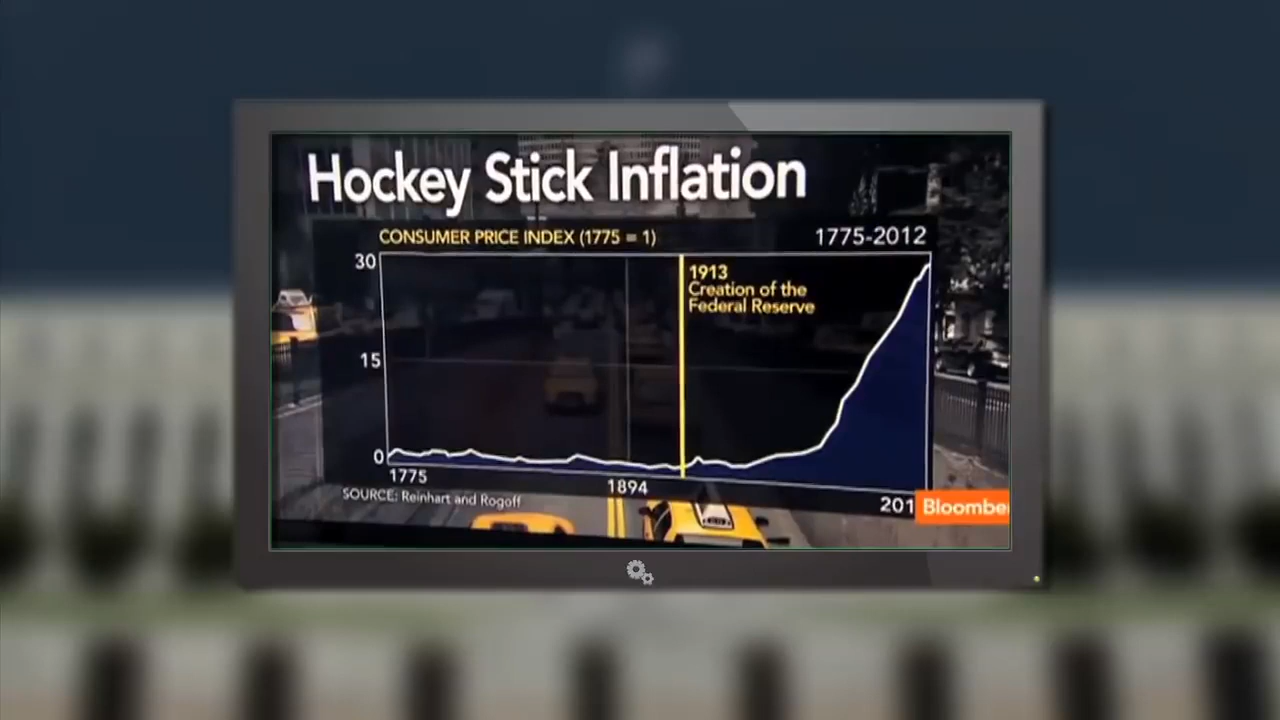 Hockey Stick Inflation
CONSUMER PRICE INDEX (1775 = 1)
1775-2012
30
1913
Creation of the
Federal Reserve
15
0
1775
1894
201
SOURCE: Reinhart and Rogoff
Bloombe